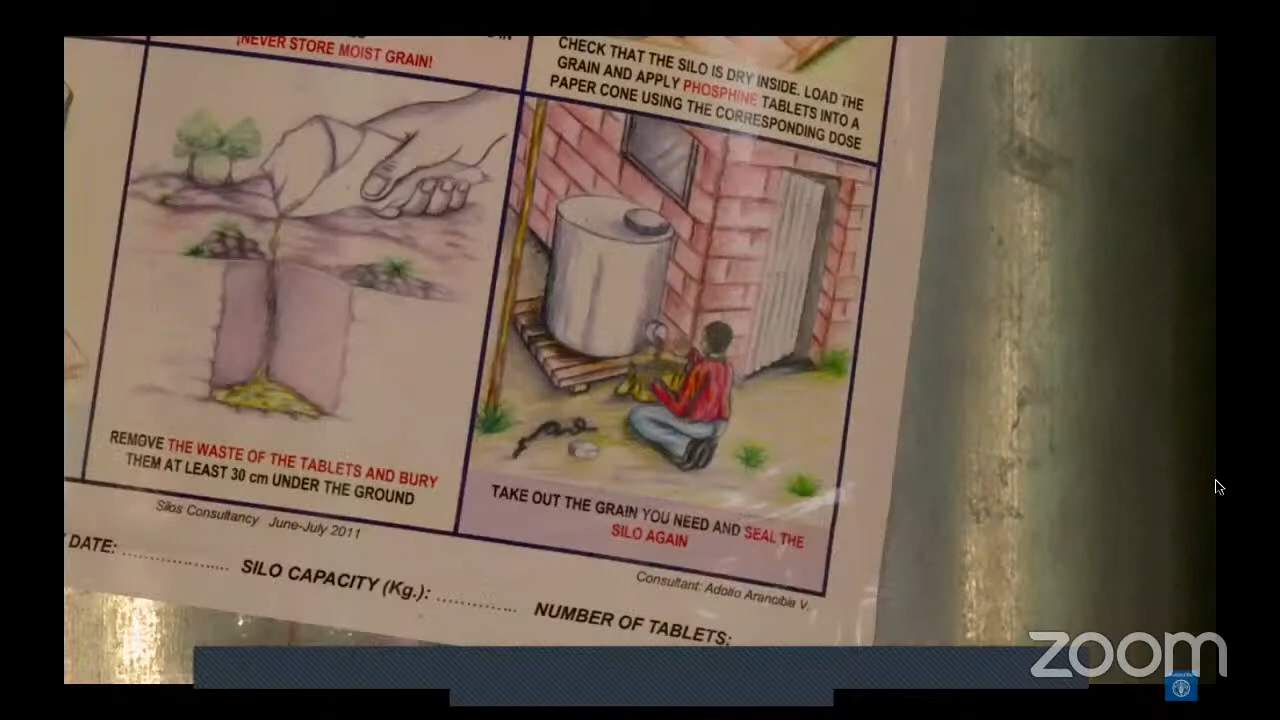 ¡NEVER STORE MOIST GRAIN!
CHECK THAT THE SILO IS DRY INSIDE. LOAD THE
GRAIN AND APPLY PHOSPHINE TABLETS INTO A
PAPER CONE USING THE CORRESPONDING DOSE
REMOVE THE WASTE OF THE TABLETS AND BURY
THEM AT LEAST 30 cm UNDER THE GROUND
TAKE OUT THE GRAIN YOU NEED AND SEAL THE
SILO AGAIN
Silos Consultancy June-July 2011
Consultant: Adolfo Arancibia V.
DATE: .................... SILO CAPACITY (Kg.): .............. NUMBER OF TABLETS:
zoom